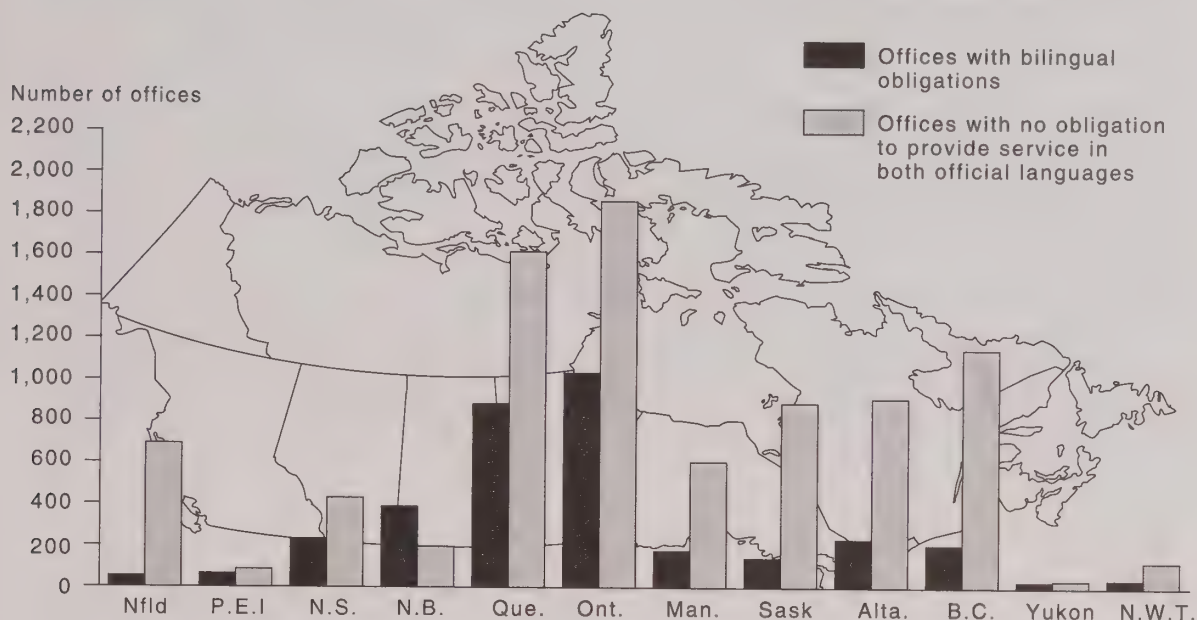 Number of offices
2,200
2,000
1,800
1,600
1,400
1,200
1,000
800
600
400
200
0
Nfld P.E.I N.S. N.B. Que. Ont. Man. Sask Alta. B.C. Yukon N.W.T.
Offices with bilingual
obligations
Offices with no obligation
to provide service in
both official languages